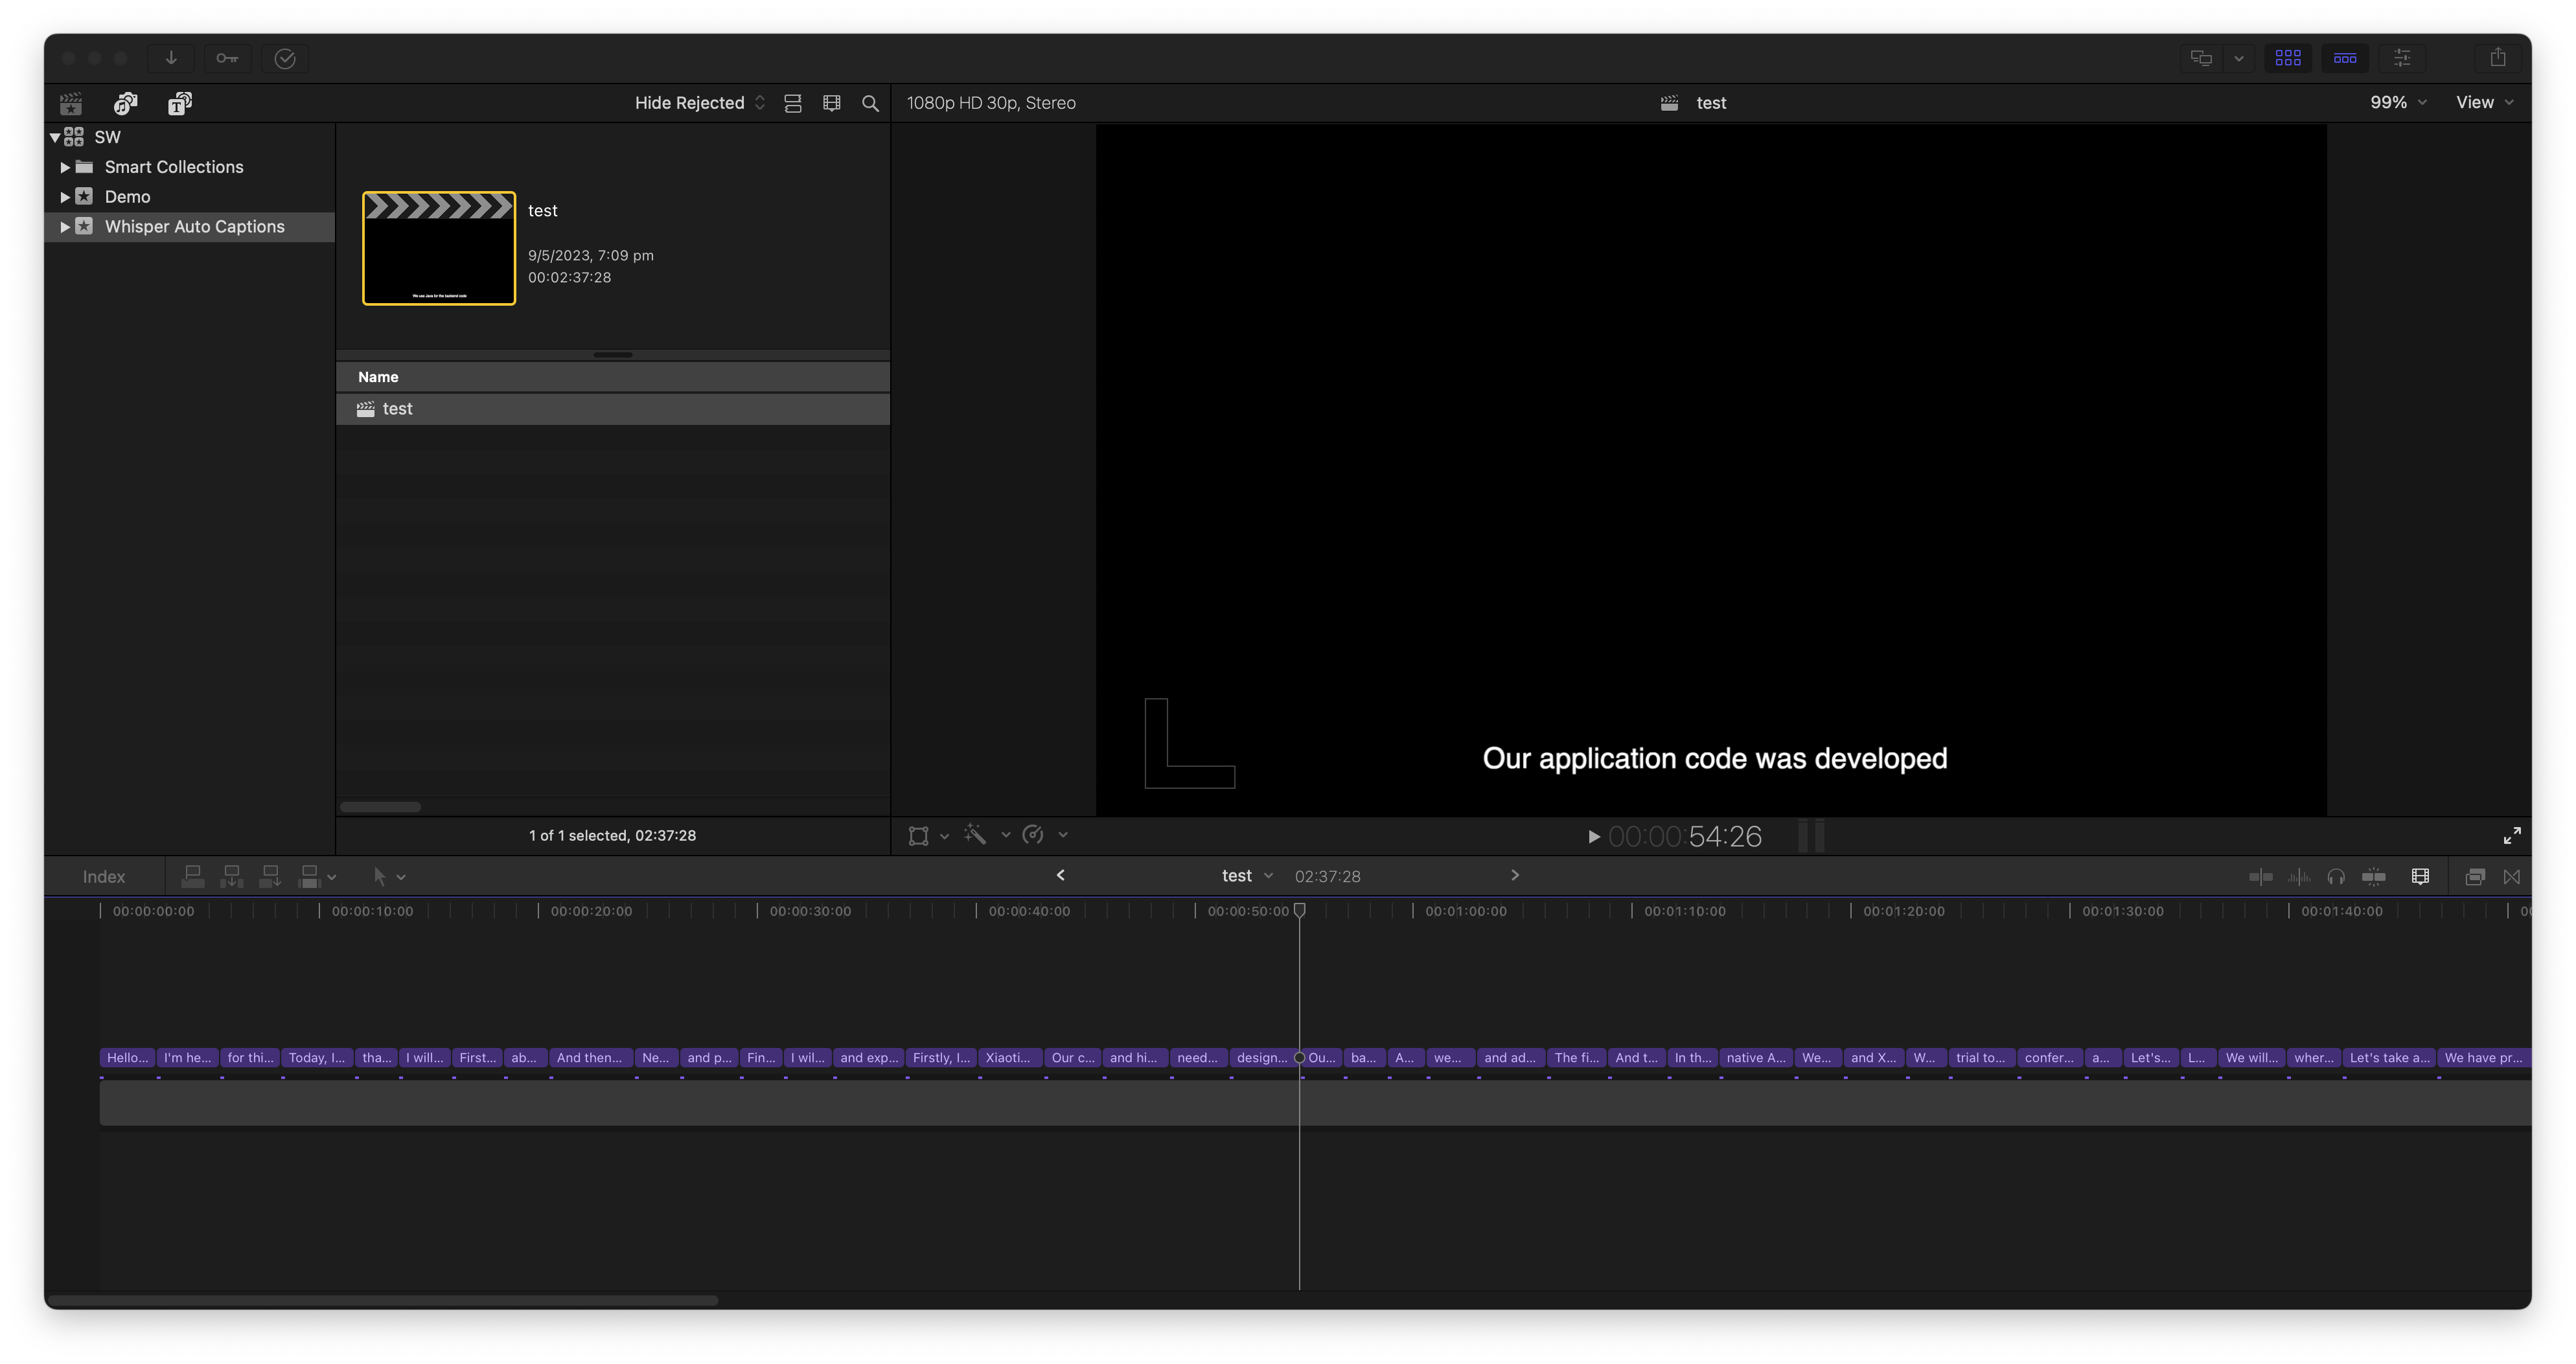 Hide Rejected
1080p HD 30p, Stereo
test
99%
View
SW
Smart Collections
Demo
Whisper Auto Captions
test
9/5/2023, 7:09 pm
00:02:37:28
We use Java for the backend code
Name
test
Our application code was developed
1 of 1 selected, 02:37:28
00:00:54:26
Index
test
02:37:28
00:00:00:00
00:00:10:00
00:00:20:00
00:00:30:00
00:00:40:00
00:00:50:00
00:01:00:00
00:01:10:00
00:01:20:00
00:01:30:00
00:01:40:00
Hello...
I'm he...
for thi...
Today, I...
tha...
I will...
First...
ab...
And then...
Ne...
and p...
Fin...
I wil...
and exp...
Firstly, I...
Xiaoti...
Our c...
and hi...
need...
design...
Ou...
ba...
A...
we...
and ad...
The fi...
And t...
In th...
native A...
We...
and X...
W...
trial to...
confer...
a...
Let's...
L...
We will...
wher...
Let's take a...
We have pr...